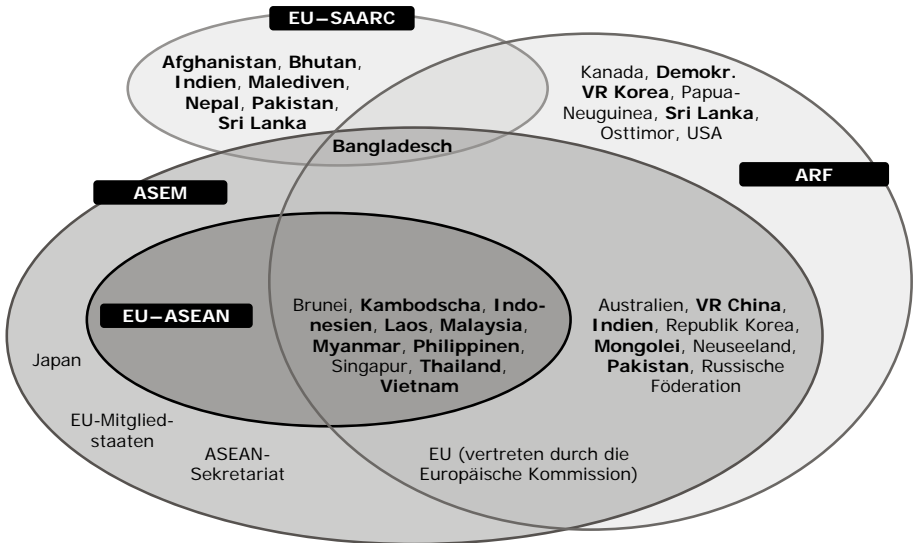 EU–SAARC
Afghanistan, Bhutan,
Indien, Malediven,
Nepal, Pakistan,
Sri Lanka
Kanada, Demokr.
VR Korea, Papua-
Neuguinea, Sri Lanka,
Osttimor, USA
Bangladesch
ARF
ASEM
EU–ASEAN
Brunei, Kambodscha, Indo-
nesien, Laos, Malaysia,
Myanmar, Philippinen,
Singapur, Thailand,
Vietnam
Australien, VR China,
Indien, Republik Korea,
Mongolei, Neuseeland,
Pakistan, Russische
Föderation
Japan
EU-Mitglied-
staaten
ASEAN-
Sekretariat
EU (vertreten durch die
Europäische Kommission)